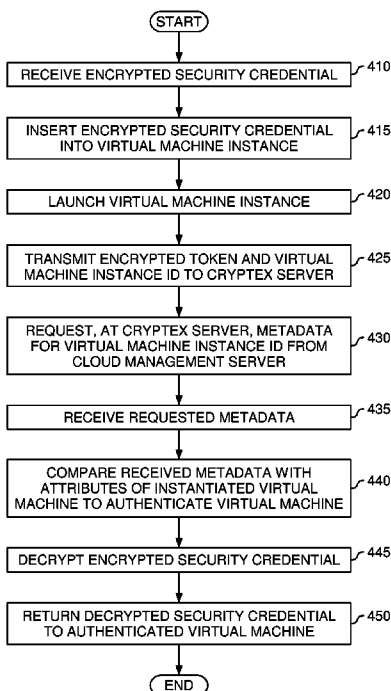 START
RECEIVE ENCRYPTED SECURITY CREDENTIAL
410
INSERT ENCRYPTED SECURITY CREDENTIAL
INTO VIRTUAL MACHINE INSTANCE
415
LAUNCH VIRTUAL MACHINE INSTANCE
420
TRANSMIT ENCRYPTED TOKEN AND VIRTUAL
MACHINE INSTANCE ID TO CRYPTEX SERVER
425
REQUEST, AT CRYPTEX SERVER, METADATA
FOR VIRTUAL MACHINE INSTANCE ID FROM
CLOUD MANAGEMENT SERVER
430
RECEIVE REQUESTED METADATA
435
COMPARE RECEIVED METADATA WITH
ATTRIBUTES OF INSTANTIATED VIRTUAL
MACHINE TO AUTHENTICATE VIRTUAL MACHINE
440
DECRYPT ENCRYPTED SECURITY CREDENTIAL
445
RETURN DECRYPTED SECURITY CREDENTIAL
TO AUTHENTICATED VIRTUAL MACHINE
450
END